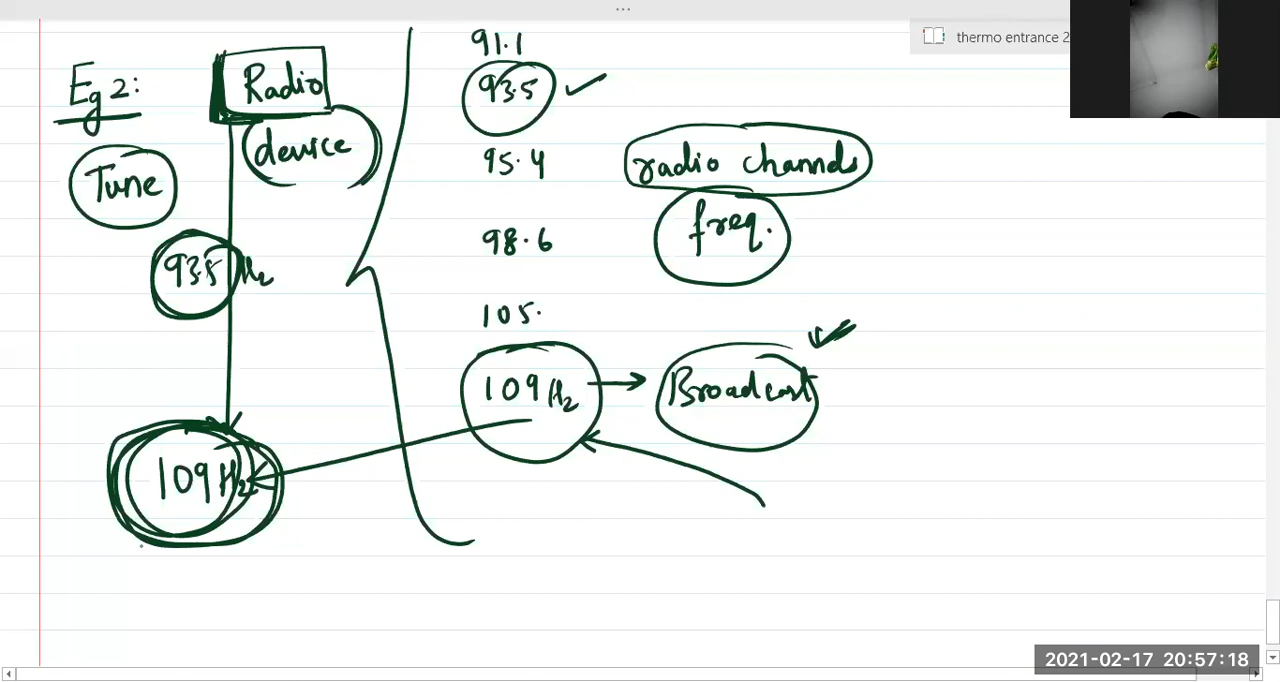 ...
thermo entrance 2
Eg 2:
Radio
device
Tune
93.5 Hz
109 Hz
91.1
93.5
95.4
98.6
105.
109 Hz
radio channels
freq.
Broadcast
2021-02-17 20:57:18